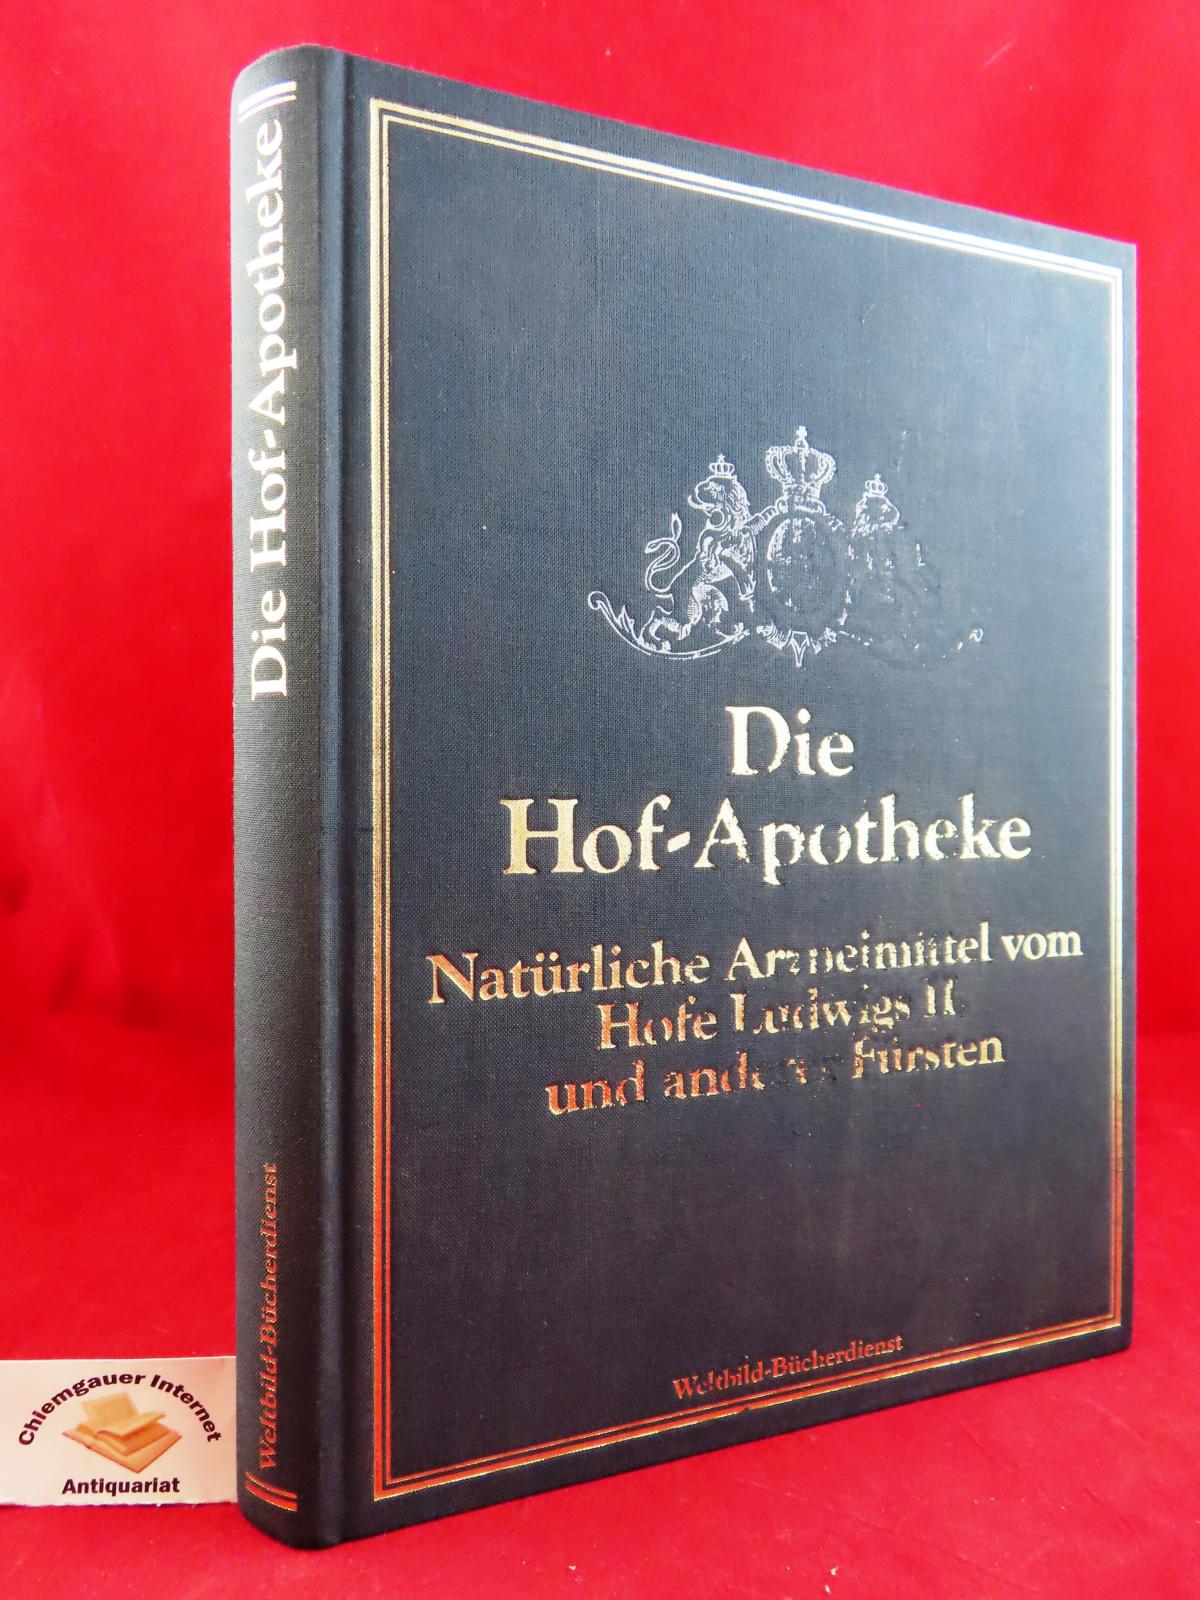 Die Hof-Apotheke
Weltbild-Bücherdienst
Die
Hof-Apotheke
Natürliche Arzneimittel vom
Hofe Ludwigs II.
und anderer Fürsten
Weltbild-Bücherdienst
Chiemgauer Internet
Antiquariat